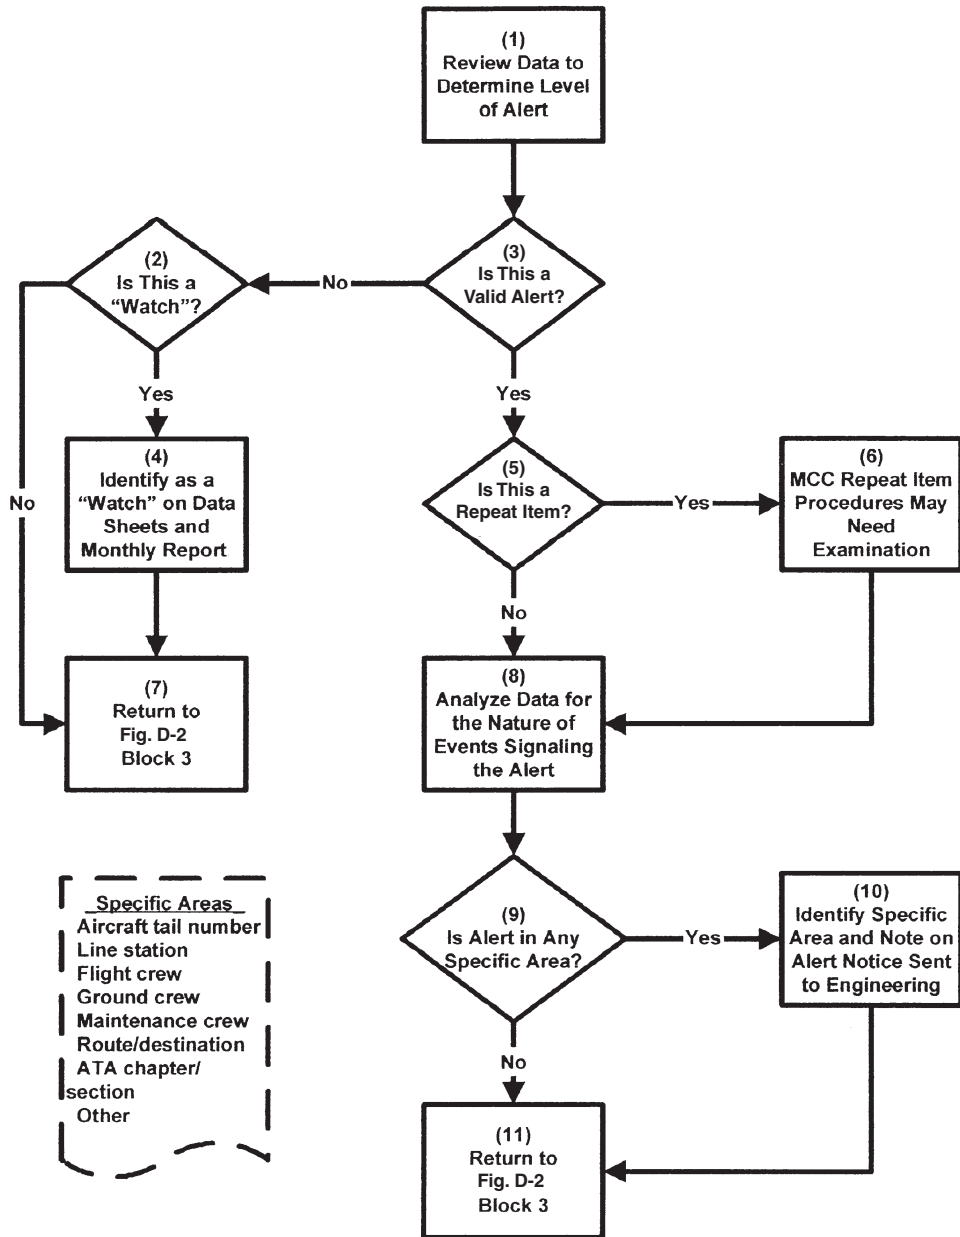 (1)
Review Data to
Determine Level
of Alert
(2)
Is This a
“Watch”?
No
(3)
Is This a
Valid Alert?
Yes
Yes
(4)
Identify as a
“Watch” on Data
Sheets and
Monthly Report
No
(5)
Is This a
Repeat Item?
Yes
(6)
MCC Repeat Item
Procedures May
Need
Examination
No
(7)
Return to
Fig. D-2
Block 3
(8)
Analyze Data for
the Nature of
Events Signaling
the Alert
Specific Areas
Aircraft tail number
Line station
Flight crew
Ground crew
Maintenance crew
Route/destination
ATA chapter/
section
Other
(9)
Is Alert in Any
Specific Area?
Yes
(10)
Identify Specific
Area and Note on
Alert Notice Sent
to Engineering
No
(11)
Return to
Fig. D-2
Block 3